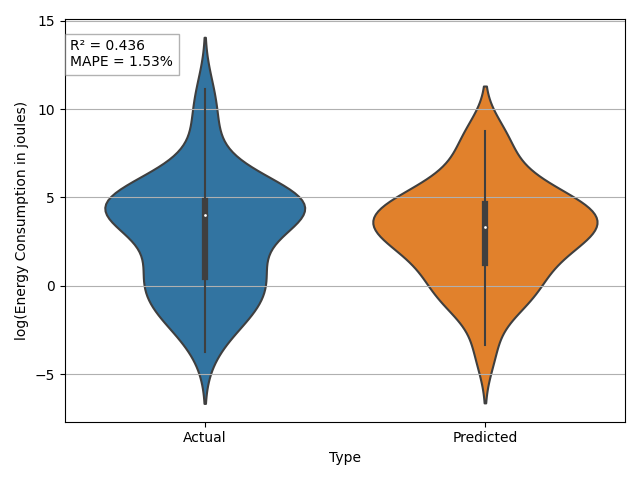 R² = 0.436
MAPE = 1.53%
log(Energy Consumption in joules)
15
10
5
0
−5
Actual
Predicted
Type